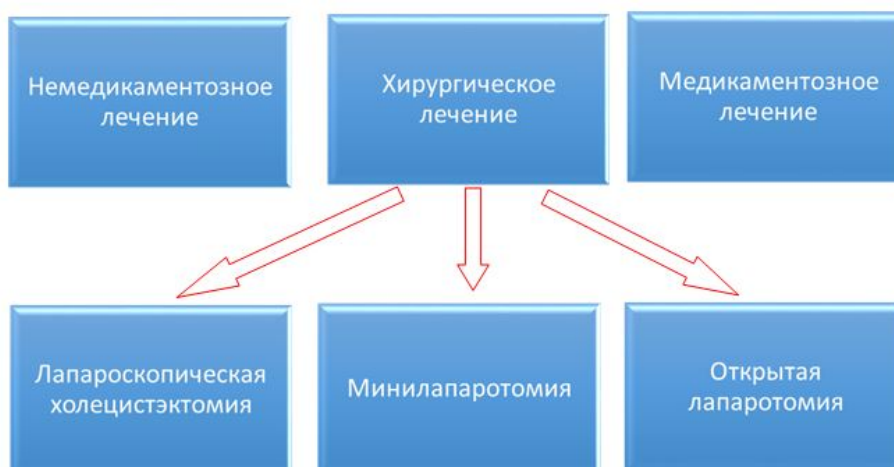 Немедикаментозное
лечение
Хирургическое
лечение
Медикаментозное
лечение
Лапароскопическая
холецистэктомия
Минилапаротомия
Открытая
лапаротомия